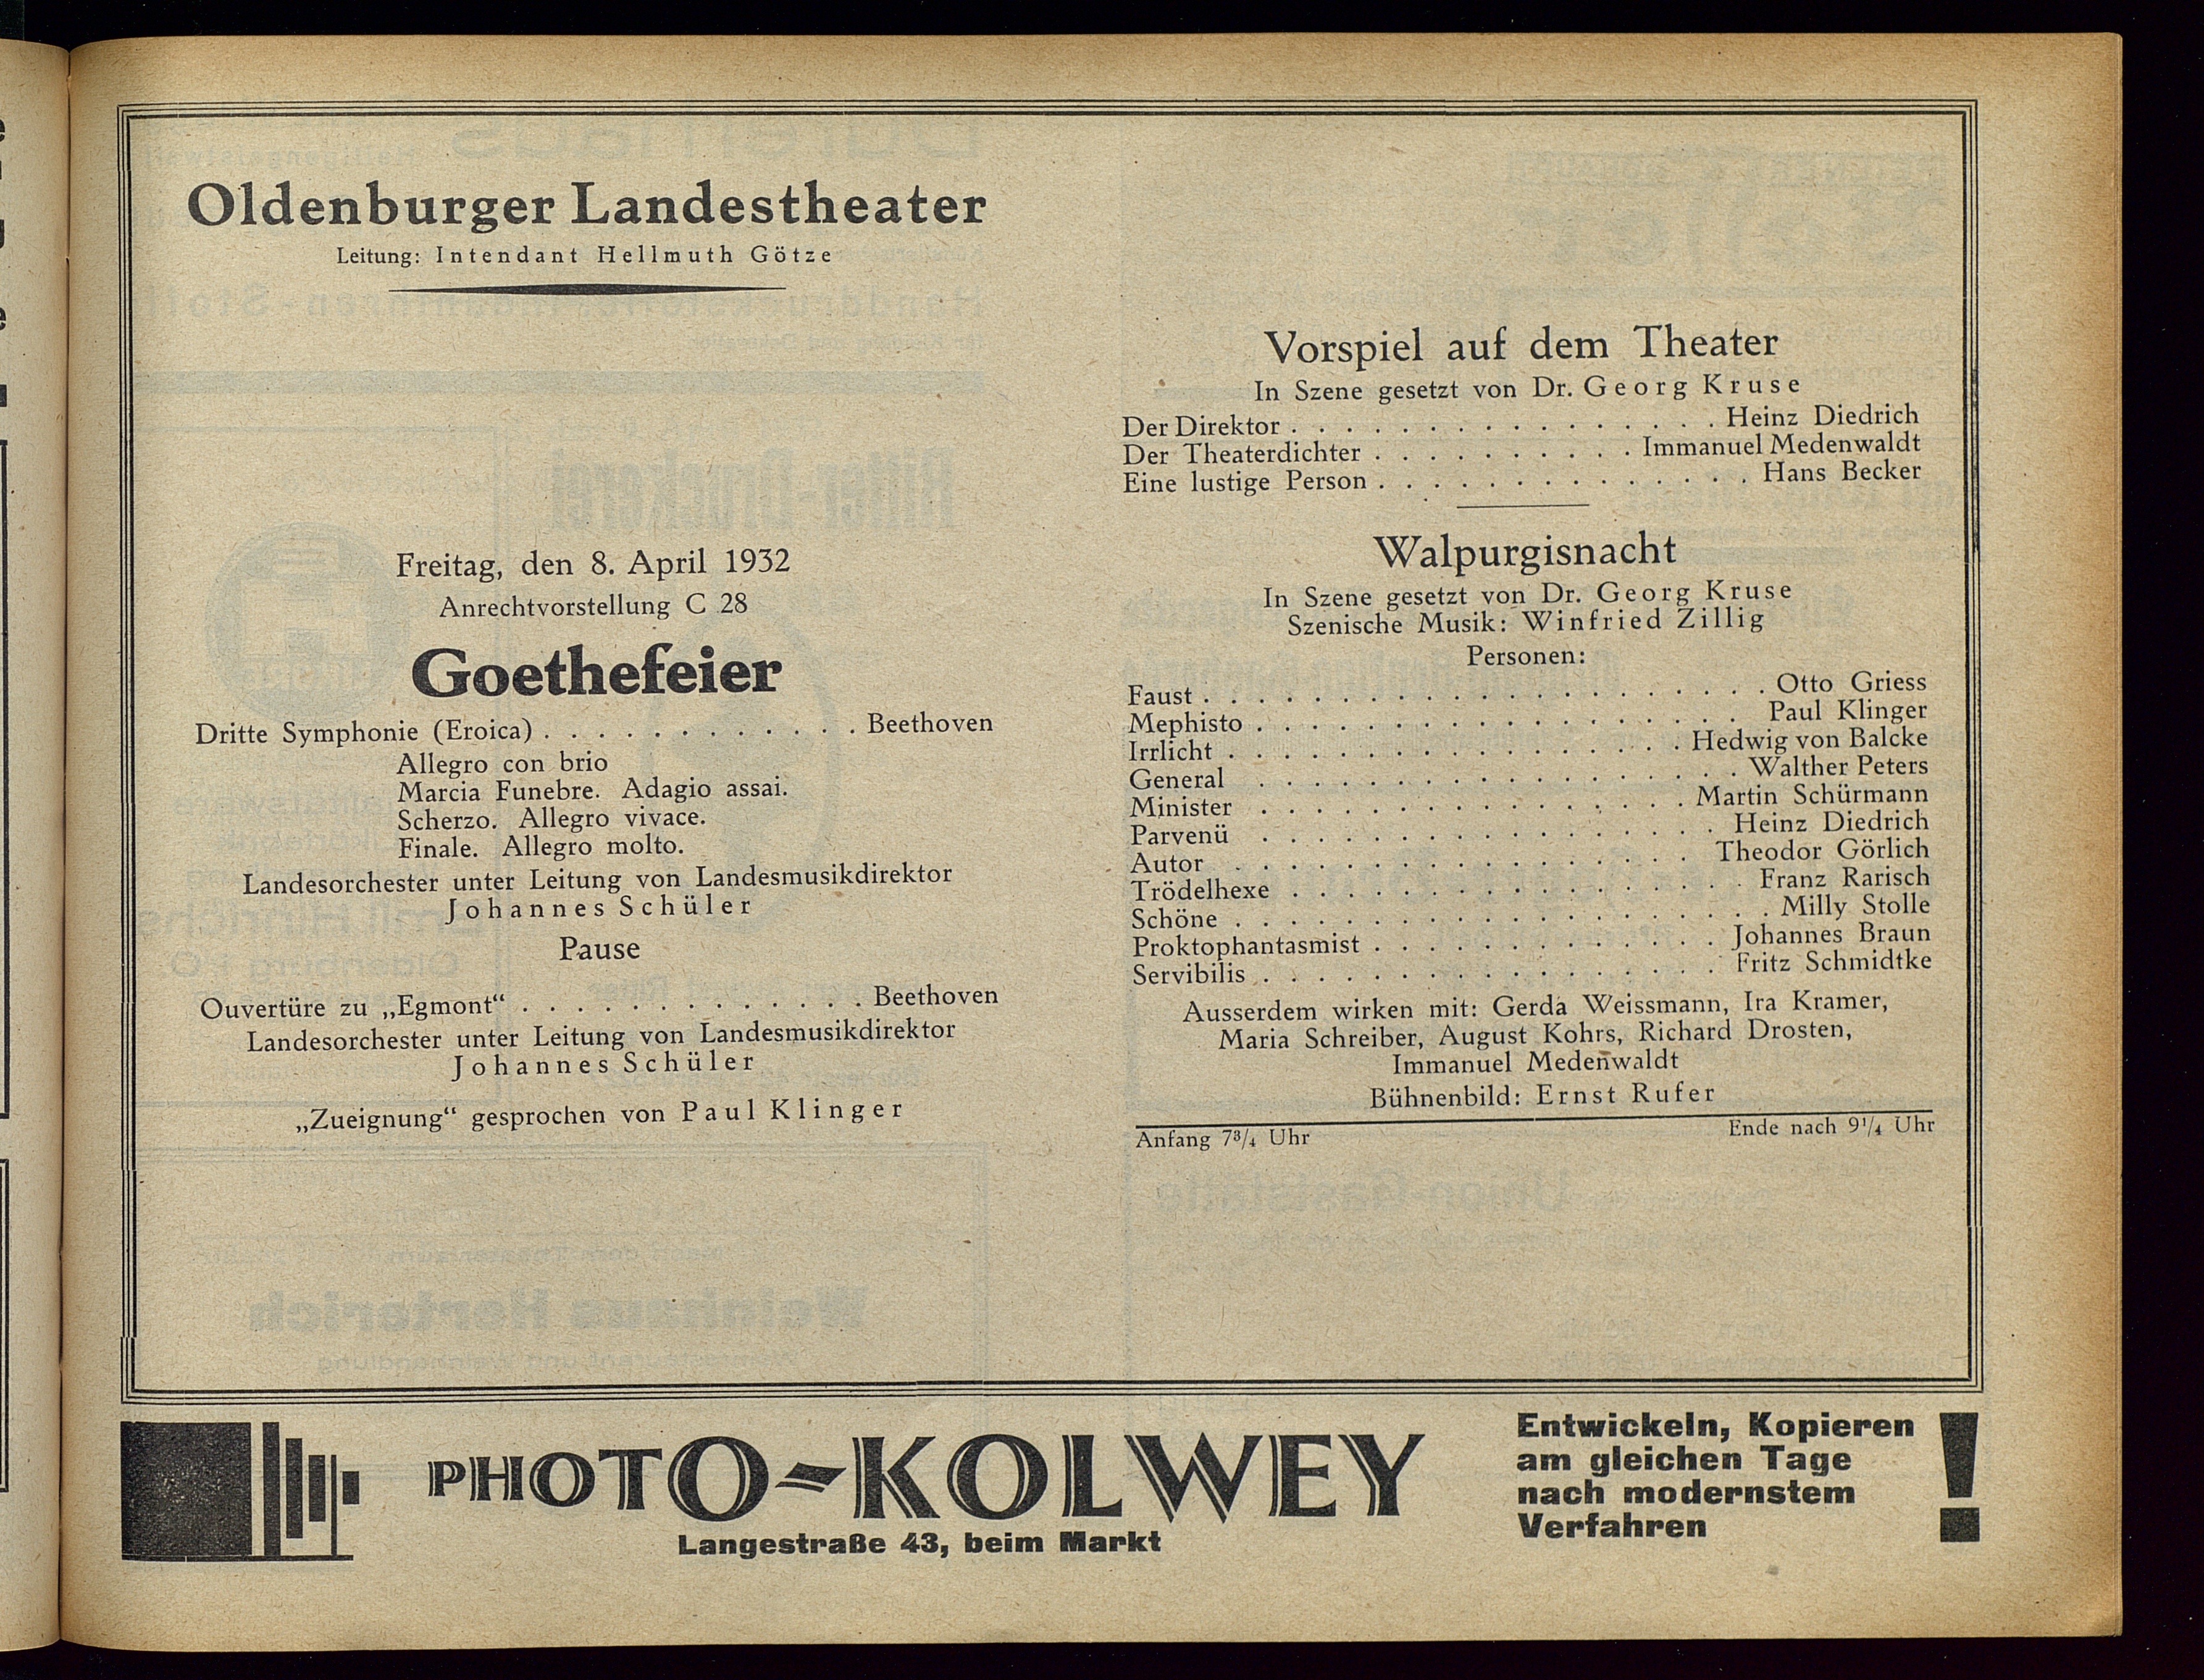 Oldenburger Landestheater
Leitung: Intendant Hellmuth Götze
Freitag, den 8. April 1932
Anrechtvorstellung C 28
Goethefeier
Dritte Symphonie (Eroica) . . . . . . . . . . . . Beethoven
Allegro con brio
Marcia Funebre. Adagio assai.
Scherzo. Allegro vivace.
Finale. Allegro molto.
Landesorchester unter Leitung von Landesmusikdirektor
Johannes Schüler
Pause
Ouvertüre zu „Egmont“ . . . . . . . . . . . . . Beethoven
Landesorchester unter Leitung von Landesmusikdirektor
Johannes Schüler
„Zueignung“ gesprochen von Paul Klinger
Vorspiel auf dem Theater
In Szene gesetzt von Dr. Georg Kruse
Der Direktor . . . . . . . . . . . . . . . . Heinz Diedrich
Der Theaterdichter . . . . . . . . . . Immanuel Medenwaldt
Eine lustige Person . . . . . . . . . . . . . . Hans Becker
Walpurgisnacht
In Szene gesetzt von Dr. Georg Kruse
Szenische Musik: Winfried Zillig
Personen:
Faust . . . . . . . . . . . . . . . . . . . . . Otto Griess
Mephisto . . . . . . . . . . . . . . . . . . Paul Klinger
Irrlicht . . . . . . . . . . . . . . . . . Hedwig von Balcke
General . . . . . . . . . . . . . . . . . . Walther Peters
Minister . . . . . . . . . . . . . . . . Martin Schürmann
Parvenü . . . . . . . . . . . . . . . . . Heinz Diedrich
Autor . . . . . . . . . . . . . . . . . Theodor Görlich
Trödelhexe . . . . . . . . . . . . . . . . . Franz Rarisch
Schöne . . . . . . . . . . . . . . . . . . . . Milly Stolle
Proktophantasmist . . . . . . . . . . . . . Johannes Braun
Servibilis . . . . . . . . . . . . . . . . . Fritz Schmidtke
Ausserdem wirken mit: Gerda Weissmann, Ira Kramer,
Maria Schreiber, August Kohrs, Richard Drosten,
Immanuel Medenwaldt
Bühnenbild: Ernst Rufer
Anfang 7¾ Uhr Ende nach 9¼ Uhr
PHOTO-KOLWEY
Langestraße 43, beim Markt
Entwickeln, Kopieren
am gleichen Tage
nach modernstem
Verfahren !